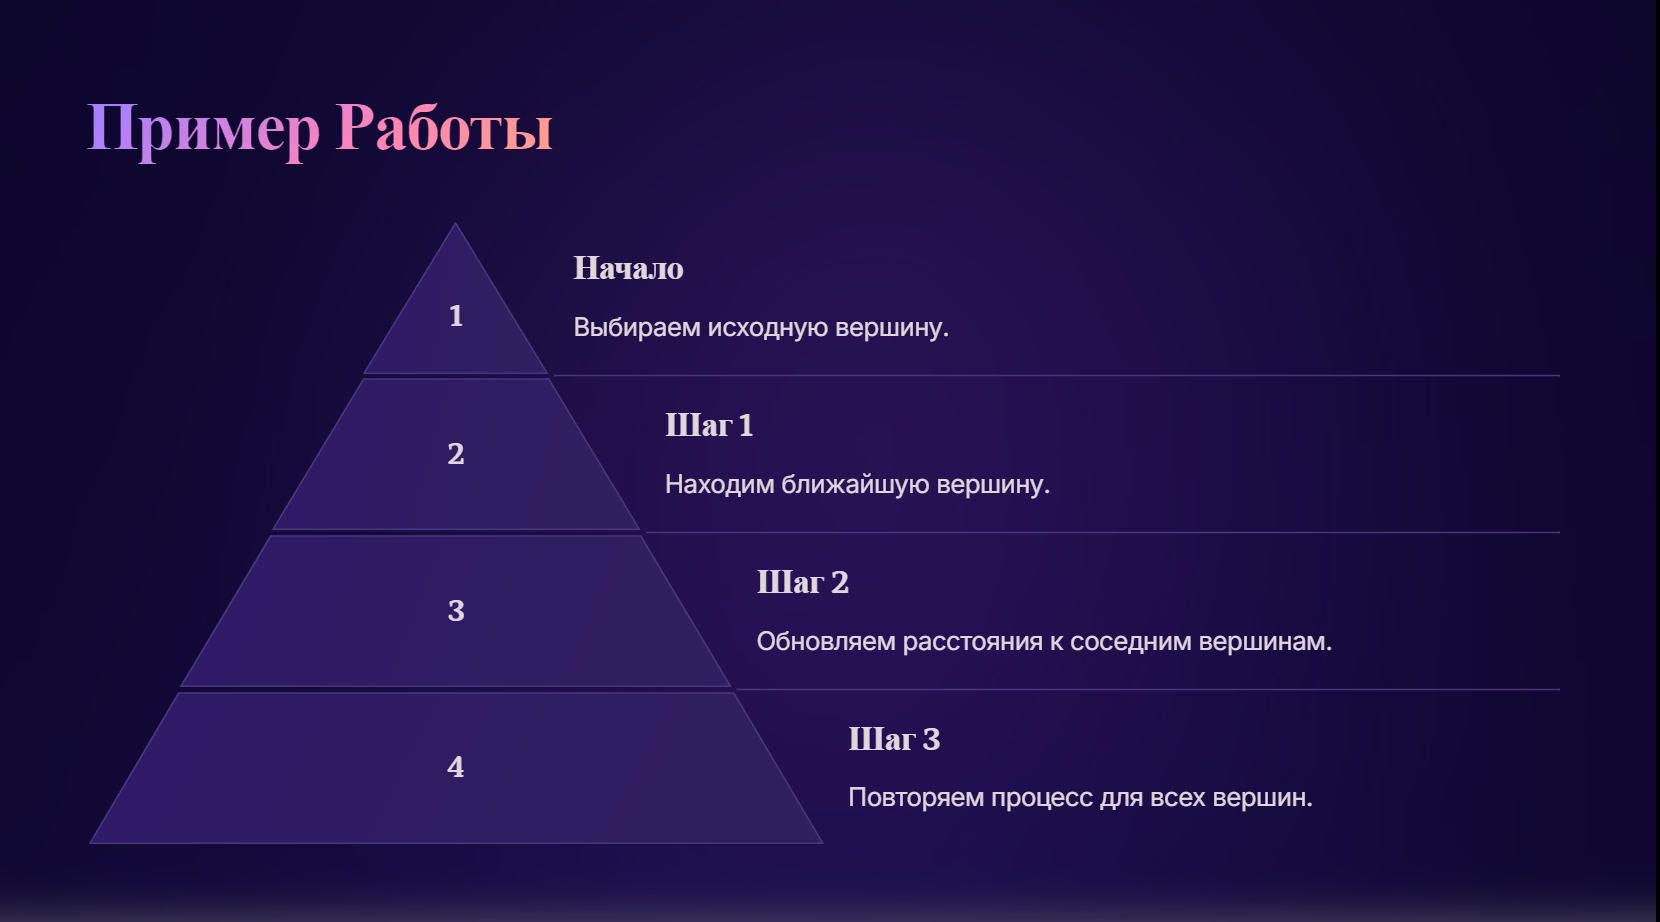 Пример Работы
1
Начало
Выбираем исходную вершину.
2
Шаг 1
Находим ближайшую вершину.
3
Шаг 2
Обновляем расстояния к соседним вершинам.
4
Шаг 3
Повторяем процесс для всех вершин.